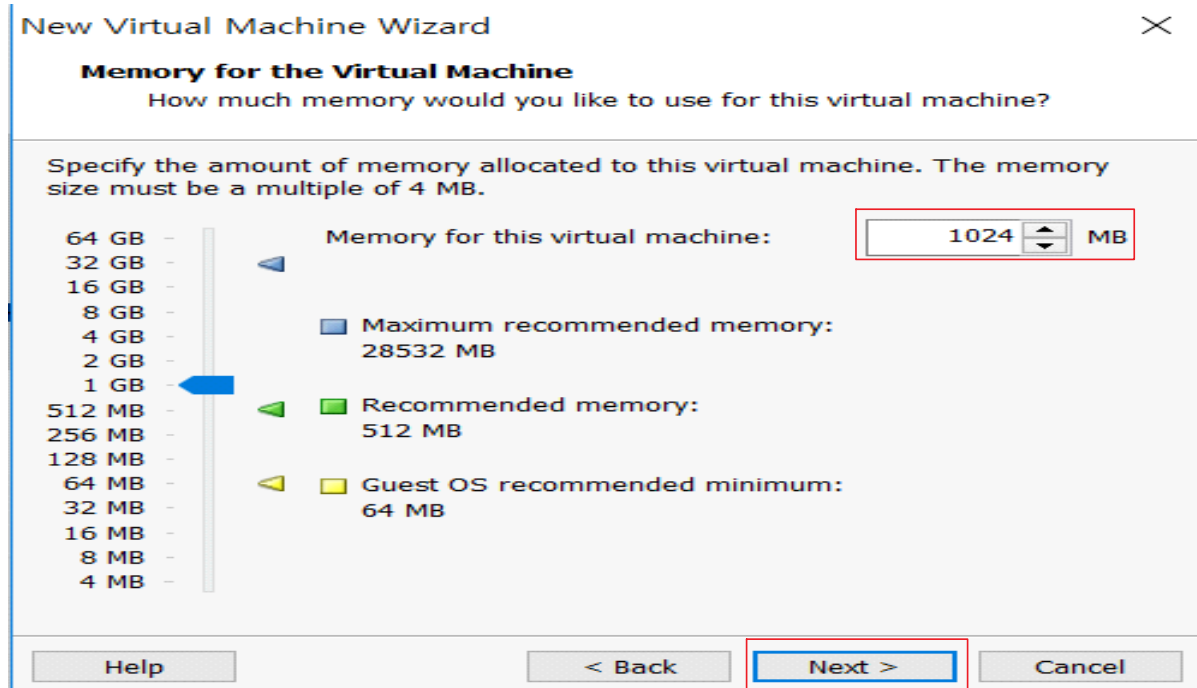 New Virtual Machine Wizard
Memory for the Virtual Machine
How much memory would you like to use for this virtual machine?
Specify the amount of memory allocated to this virtual machine. The memory
size must be a multiple of 4 MB.
64 GB
32 GB
16 GB
8 GB
4 GB
2 GB
1 GB
512 MB
256 MB
128 MB
64 MB
32 MB
16 MB
8 MB
4 MB
Memory for this virtual machine: 1024 MB
Maximum recommended memory:
28532 MB
Recommended memory:
512 MB
Guest OS recommended minimum:
64 MB
Help < Back Next > Cancel